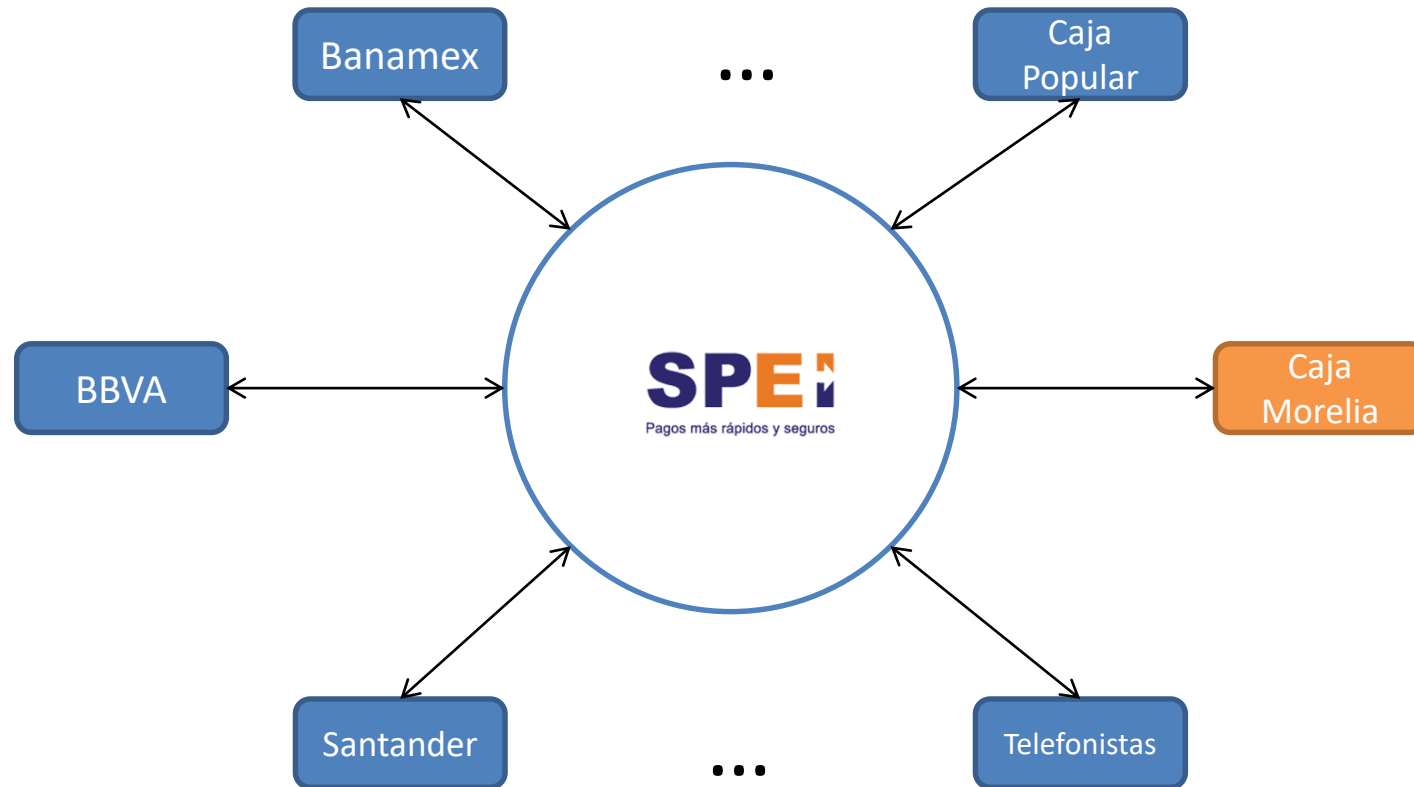 Banamex
...
Caja
Popular
BBVA
SPEI
Pagos más rápidos y seguros
Caja
Morelia
Santander
...
Telefonistas